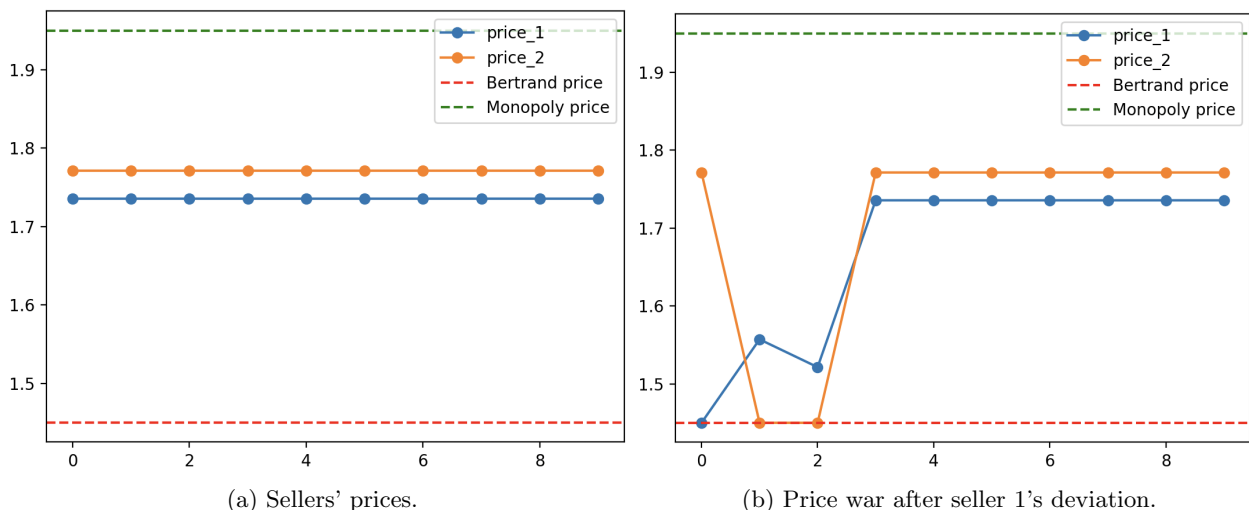 price_1
price_2
Bertrand price
Monopoly price
1.9
1.8
1.7
1.6
1.5
0 2 4 6 8
(a) Sellers' prices.
price_1
price_2
Bertrand price
Monopoly price
1.9
1.8
1.7
1.6
1.5
0 2 4 6 8
(b) Price war after seller 1's deviation.